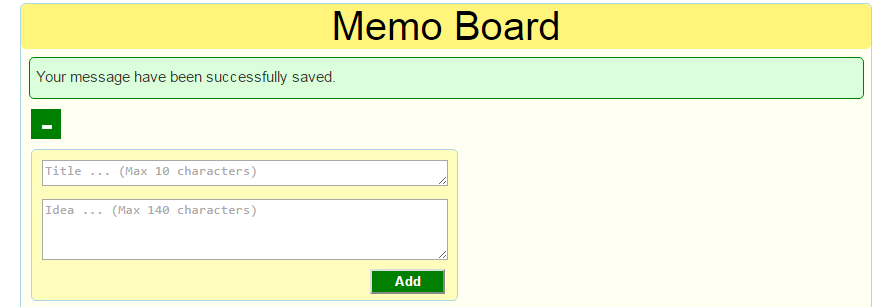 Memo Board
Your message have been successfully saved.
-
Title ... (Max 10 characters)
Idea ... (Max 140 characters)
Add